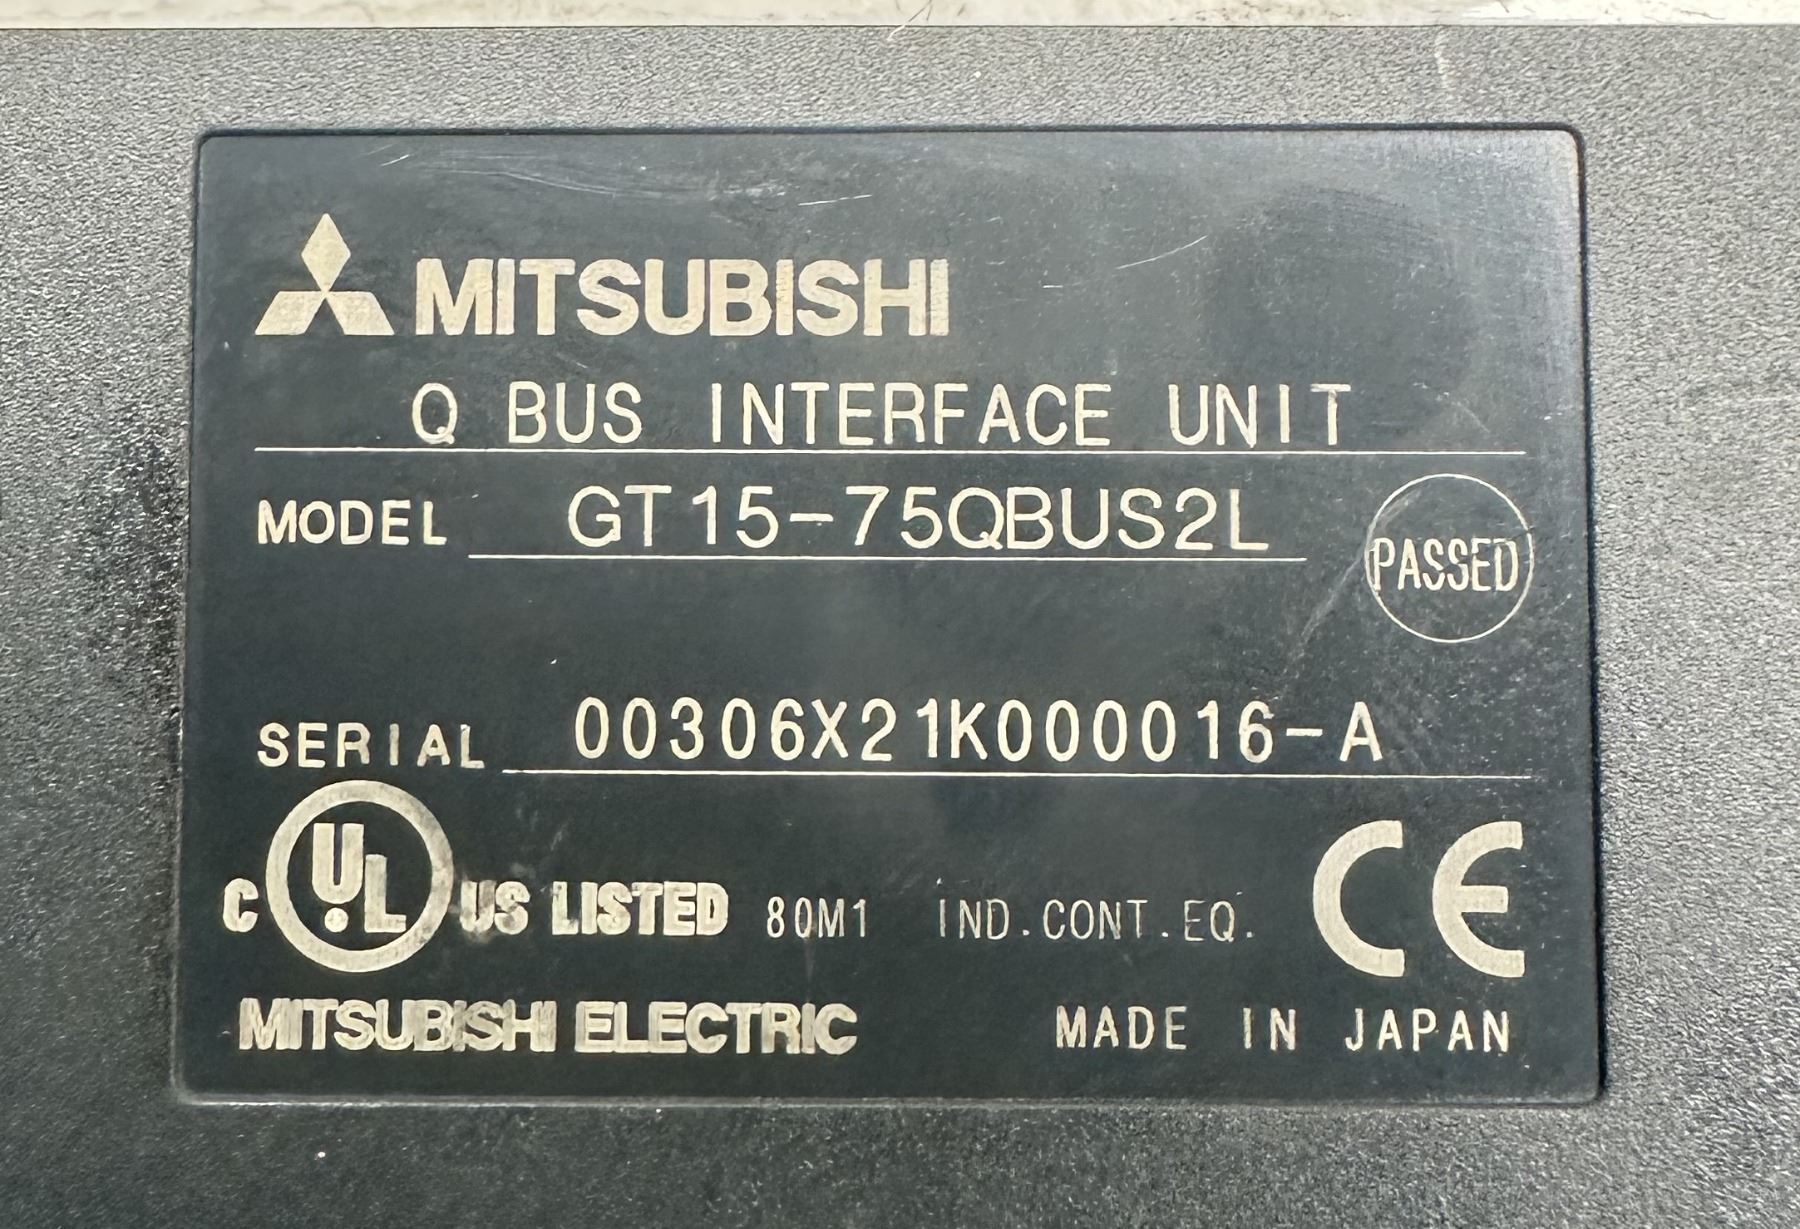 MITSUBISHI
Q BUS INTERFACE UNIT
MODEL GT15-75QBUS2L
PASSED
SERIAL 00306X21K000016-A
C UL US LISTED 80M1 IND.CONT.EQ. CE
MITSUBISHI ELECTRIC MADE IN JAPAN